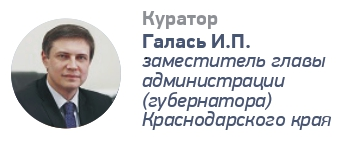 Куратор
Галась И.П.
заместитель главы
администрации
(губернатора)
Краснодарского края